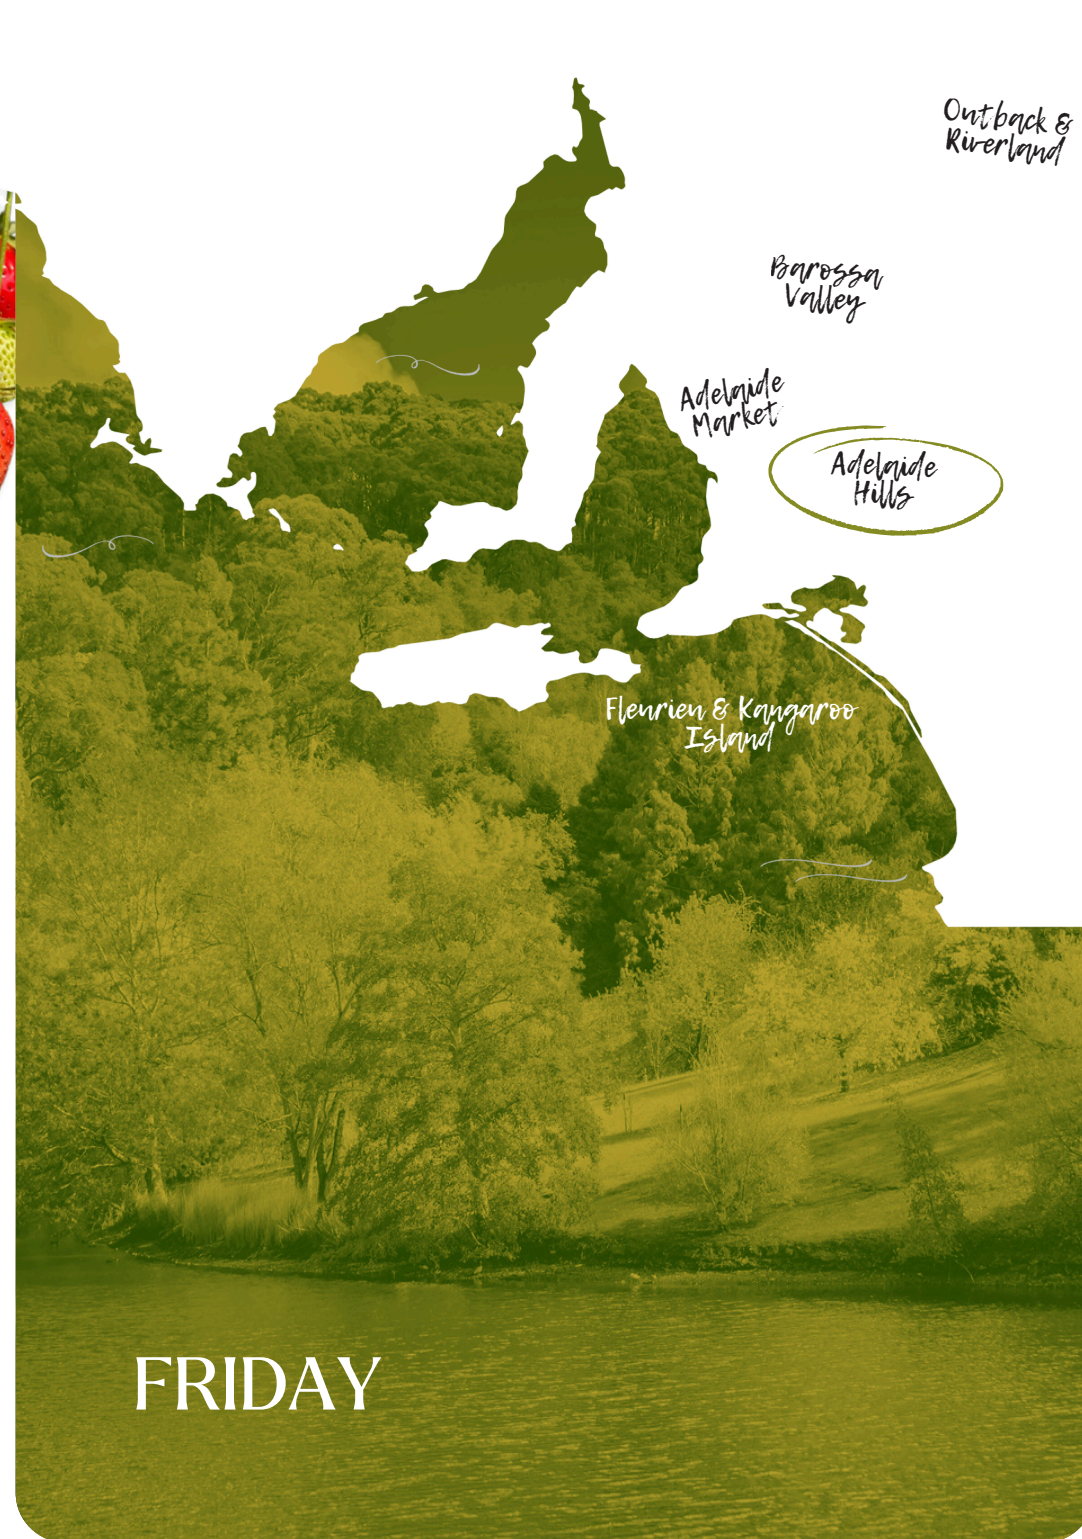 Outback &
Riverland
Barossa
Valley
Adelaide
Market
Adelaide
Hills
Fleurieu & Kangaroo
Island
FRIDAY